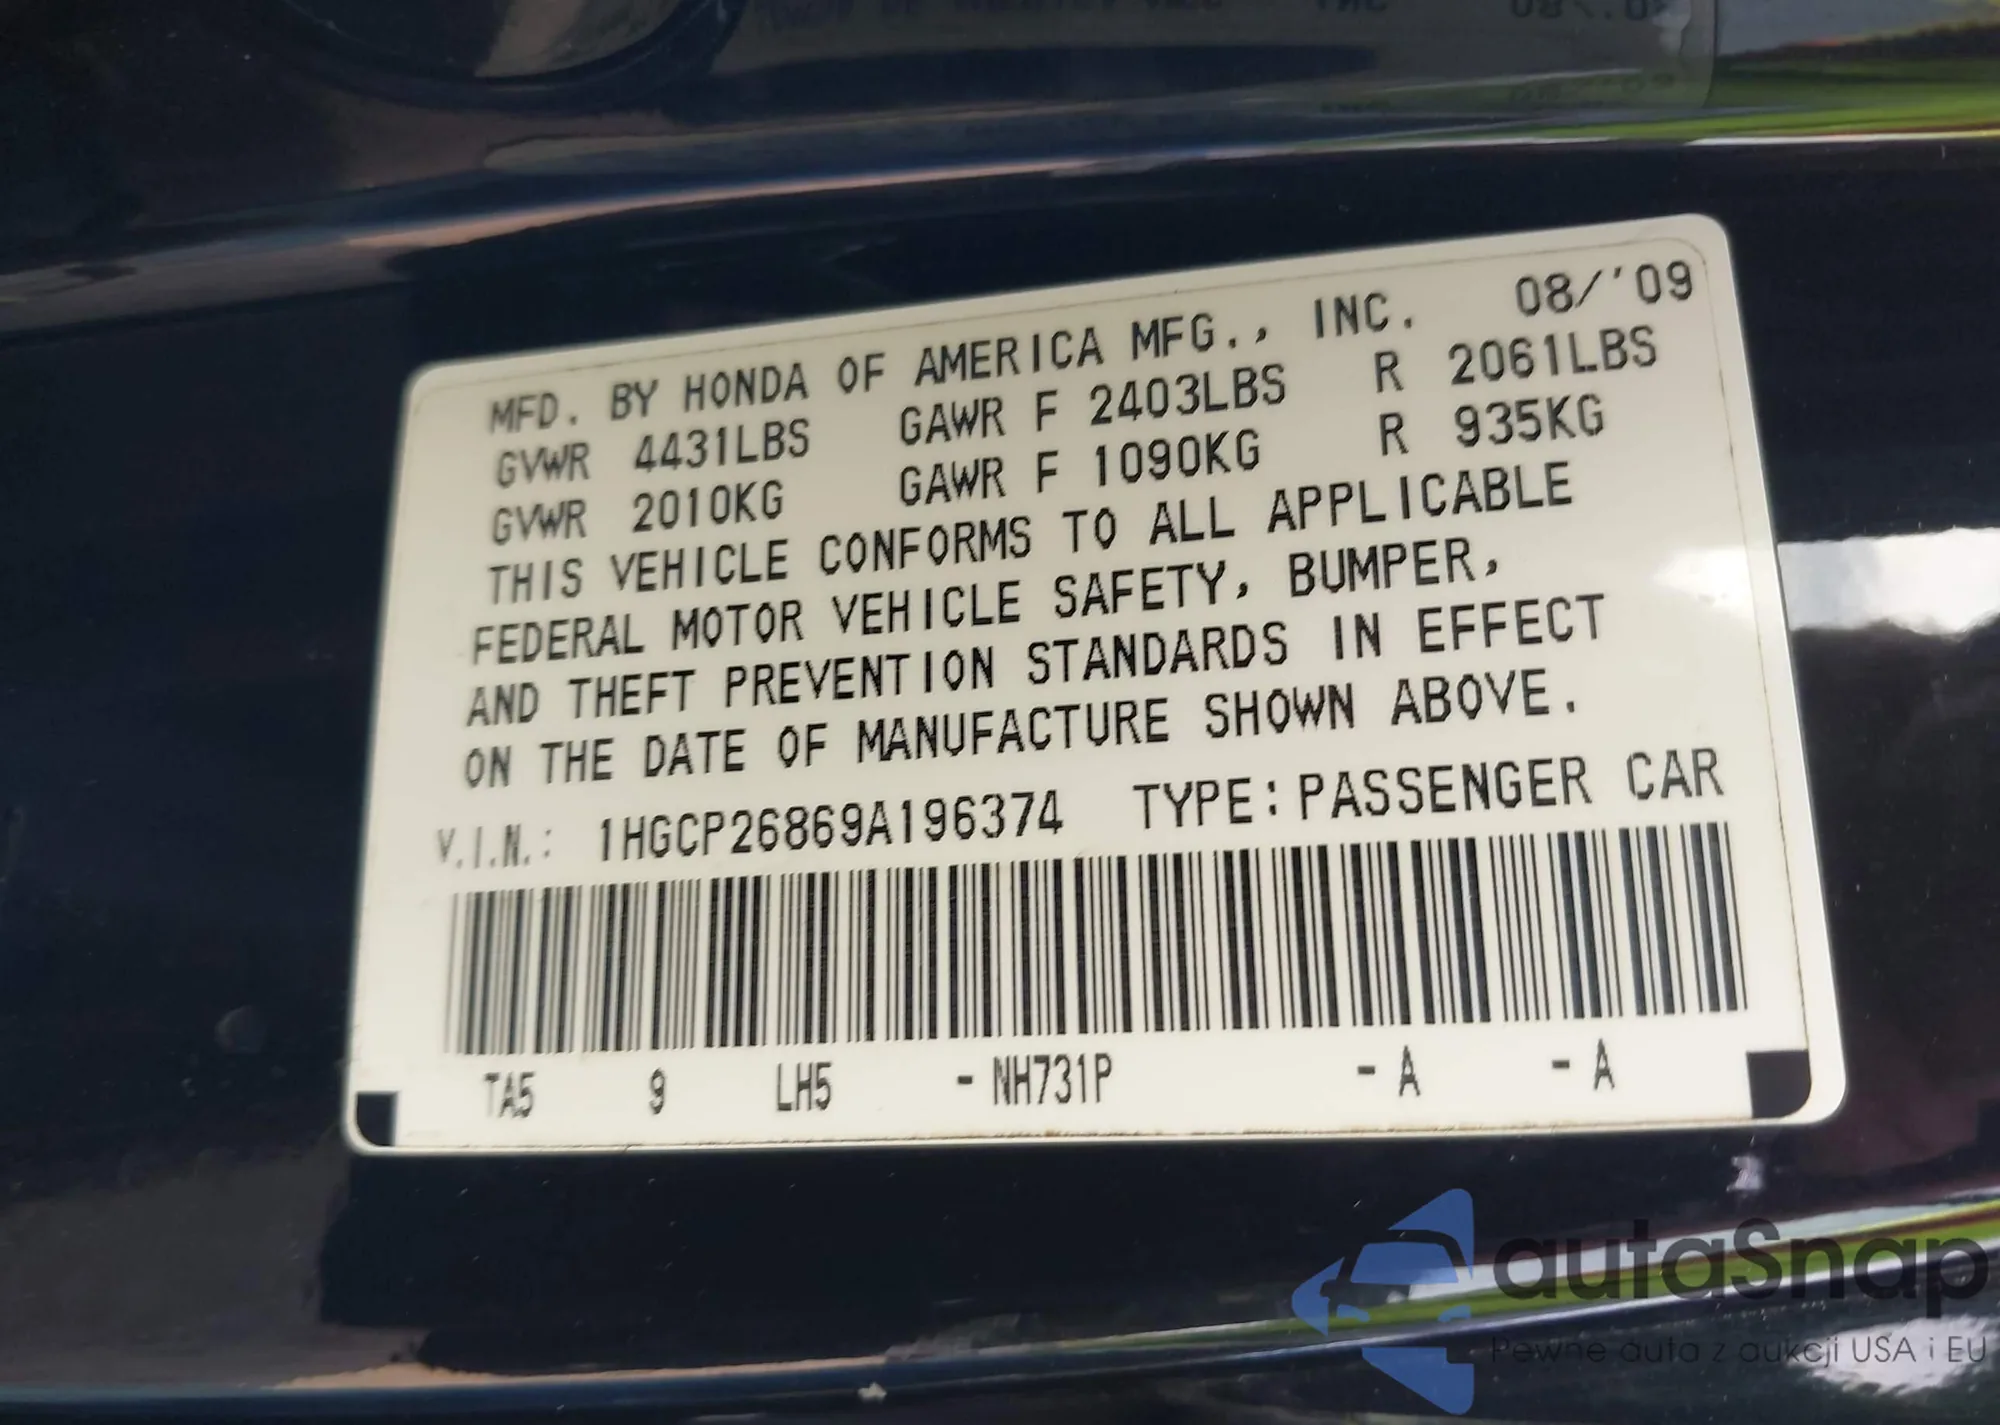 MFD. BY HONDA OF AMERICA MFG., INC. 08/'09
GVWR 4431LBS GAWR F 2403LBS R 2061LBS
GVWR 2010KG GAWR F 1090KG R 935KG
THIS VEHICLE CONFORMS TO ALL APPLICABLE
FEDERAL MOTOR VEHICLE SAFETY, BUMPER,
AND THEFT PREVENTION STANDARDS IN EFFECT
ON THE DATE OF MANUFACTURE SHOWN ABOVE.
V.I.N.: 1HGCP26869A196374 TYPE: PASSENGER CAR
TA5 9 LH5 - NH731P - A - A
autaSnap
Pewne auta z aukcji USA i EU